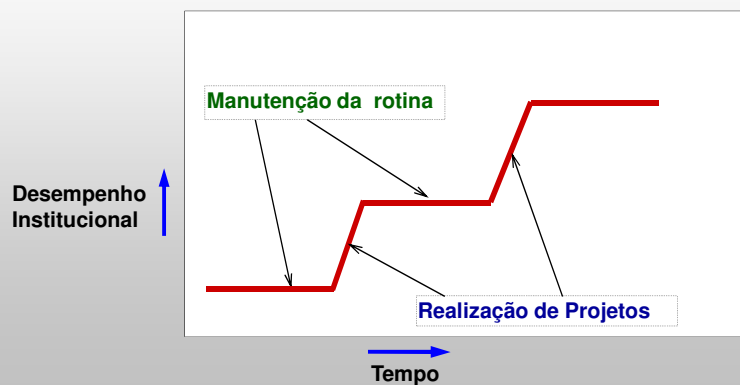 Manutenção da rotina
Desempenho
Institucional
Realização de Projetos
Tempo